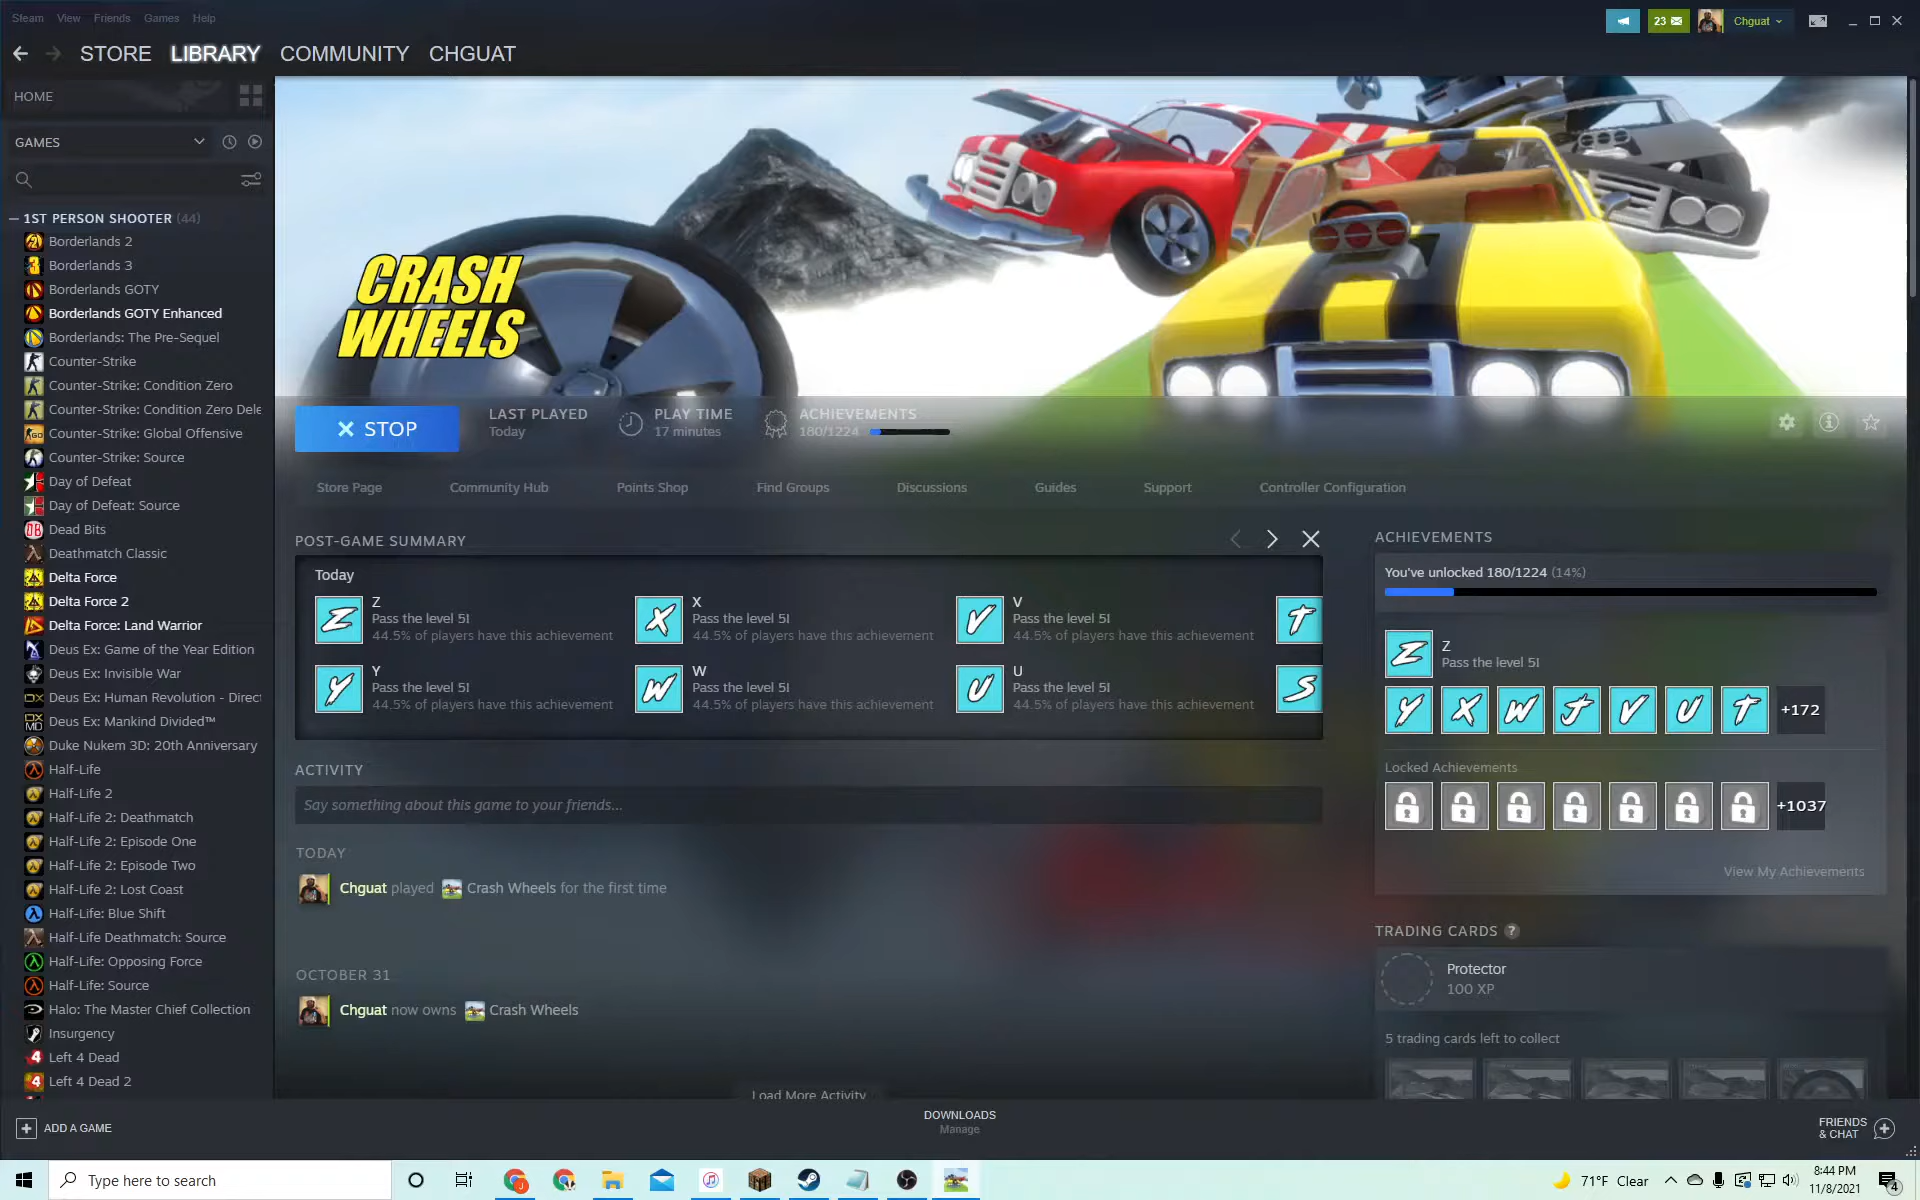 Steam View Friends Games Help
23
Chguat
STORE LIBRARY COMMUNITY CHGUAT
HOME
GAMES
1ST PERSON SHOOTER (44)
Borderlands 2
Borderlands 3
Borderlands GOTY
Borderlands GOTY Enhanced
Borderlands: The Pre-Sequel
Counter-Strike
Counter-Strike: Condition Zero
Counter-Strike: Condition Zero Dele
Counter-Strike: Global Offensive
Counter-Strike: Source
Day of Defeat
Day of Defeat: Source
Dead Bits
Deathmatch Classic
Delta Force
Delta Force 2
Delta Force: Land Warrior
Deus Ex: Game of the Year Edition
Deus Ex: Invisible War
Deus Ex: Human Revolution - Direct
Deus Ex: Mankind Divided™
Duke Nukem 3D: 20th Anniversary
Half-Life
Half-Life 2
Half-Life 2: Deathmatch
Half-Life 2: Episode One
Half-Life 2: Episode Two
Half-Life 2: Lost Coast
Half-Life: Blue Shift
Half-Life Deathmatch: Source
Half-Life: Opposing Force
Half-Life: Source
Halo: The Master Chief Collection
Insurgency
Left 4 Dead
Left 4 Dead 2
ADD A GAME
CRASH
WHEELS
STOP
LAST PLAYED
Today
PLAY TIME
17 minutes
ACHIEVEMENTS
180/1224
Store Page Community Hub Points Shop Find Groups Discussions Guides Support Controller Configuration
POST-GAME SUMMARY
Today
Z
Z
Pass the level 5!
44.5% of players have this achievement
X
X
Pass the level 5!
44.5% of players have this achievement
V
V
Pass the level 5!
44.5% of players have this achievement
T
Y
Y
Pass the level 5!
44.5% of players have this achievement
W
W
Pass the level 5!
44.5% of players have this achievement
U
U
Pass the level 5!
44.5% of players have this achievement
S
ACTIVITY
Say something about this game to your friends...
TODAY
Chguat played Crash Wheels for the first time
OCTOBER 31
Chguat now owns Crash Wheels
Load More Activity
ACHIEVEMENTS
You've unlocked 180/1224 (14%)
Z
Z
Pass the level 5!
Y X W J V U T +172
Locked Achievements
+1037
View My Achievements
TRADING CARDS ?
Protector
100 XP
5 trading cards left to collect
DOWNLOADS
Manage
FRIENDS
& CHAT
Type here to search
71°F Clear
8:44 PM
11/8/2021
4